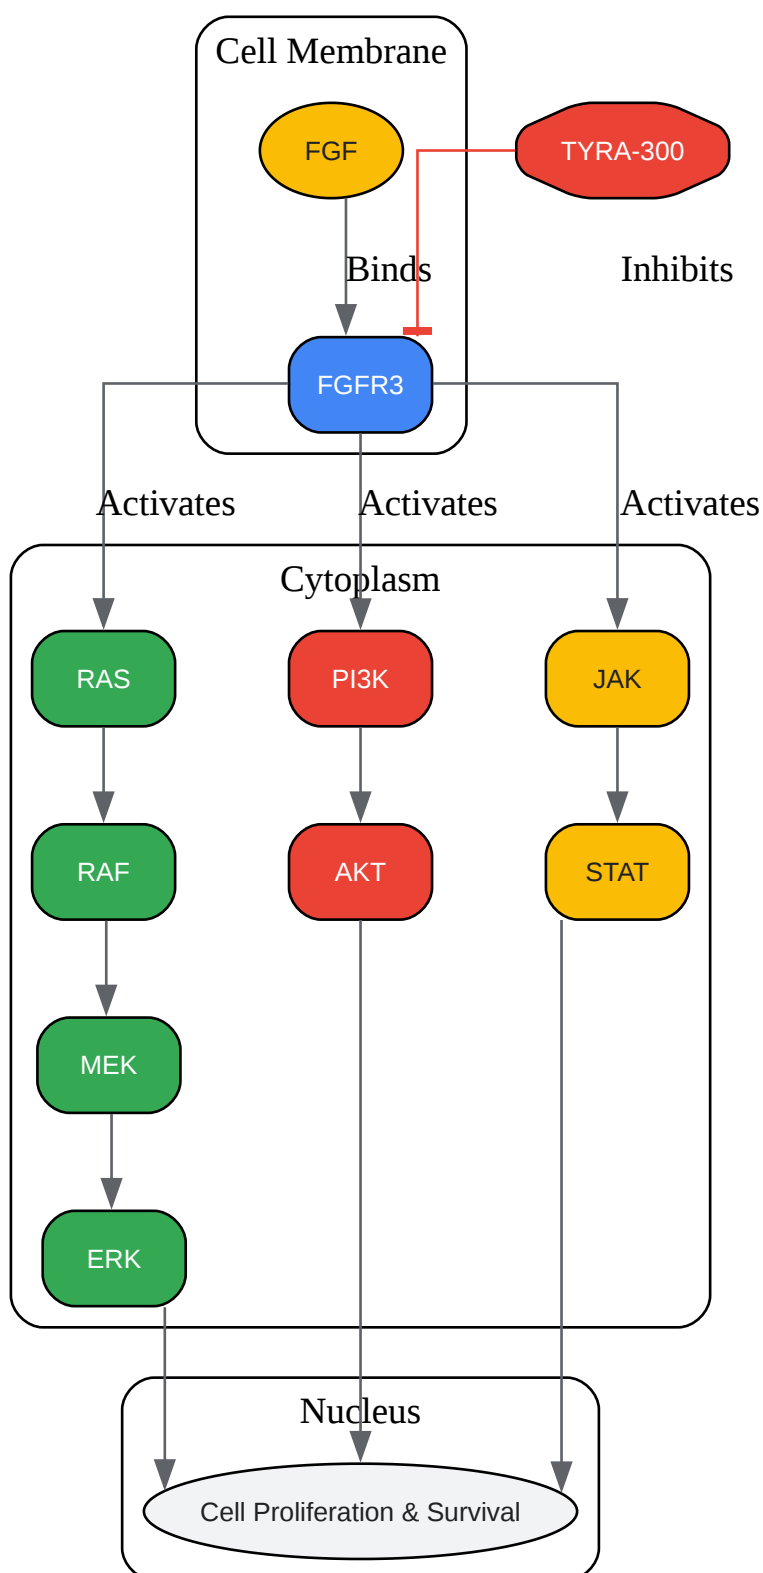 Cell Membrane
FGF
TYRA-300
Binds
Inhibits
FGFR3
Activates
Activates
Activates
Cytoplasm
RAS
PI3K
JAK
RAF
AKT
STAT
MEK
ERK
Nucleus
Cell Proliferation & Survival